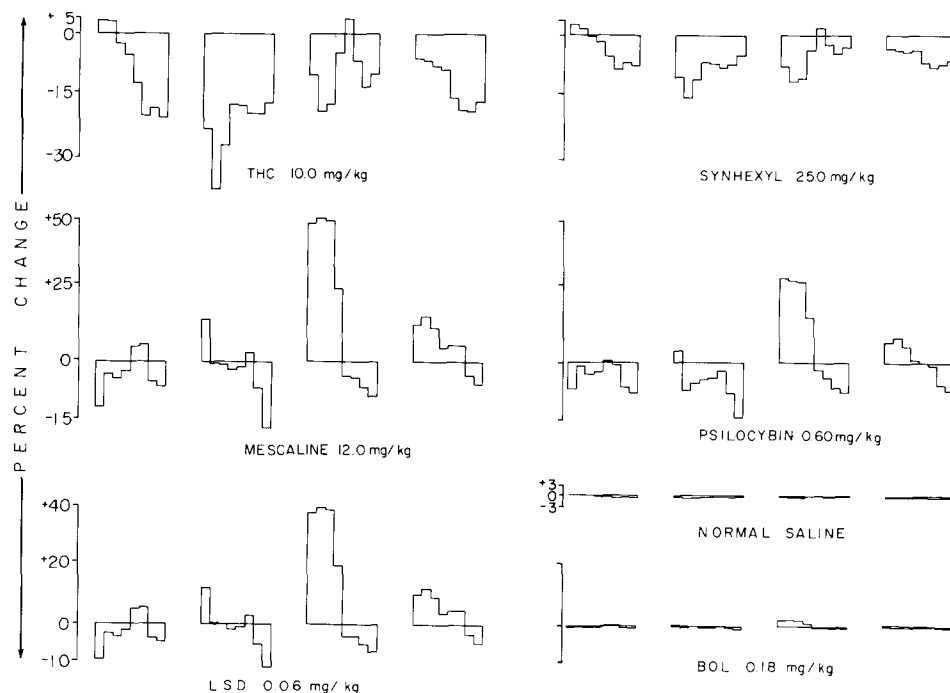 PERCENT CHANGE
+ 5
0
-15
-30
THC 10.0 mg/kg
SYNHEXYL 25.0 mg/kg
+50
+25
0
-15
MESCALINE 12.0 mg/kg
PSILOCYBIN 0.60 mg/kg
+40
+20
0
-10
LSD 0.06 mg/kg
+3
0
-3
NORMAL SALINE
BOL 0.18 mg/kg